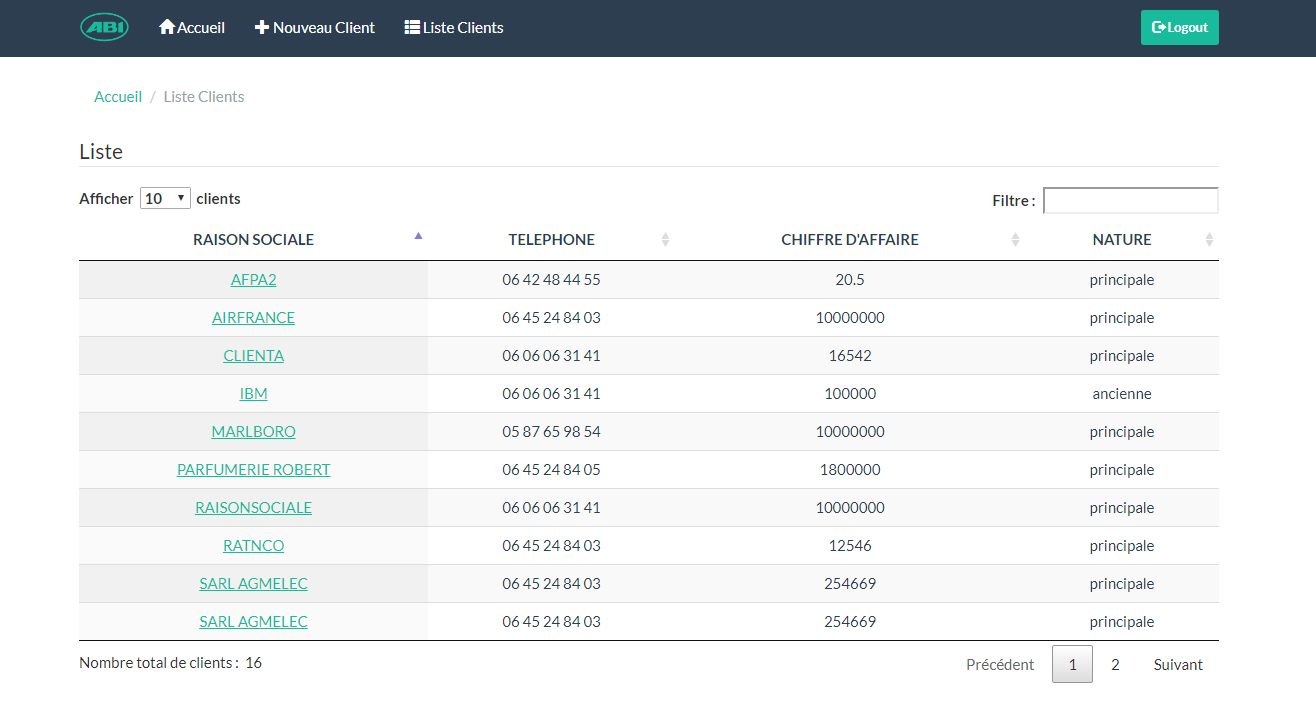 ABI Accueil Nouveau Client Liste Clients Logout
Accueil / Liste Clients
Liste
Afficher 10 clients Filtre :
RAISON SOCIALE TELEPHONE CHIFFRE D'AFFAIRE NATURE
AFPA2 06 42 48 44 55 20.5 principale
AIRFRANCE 06 45 24 84 03 10000000 principale
CLIENTA 06 06 06 31 41 16542 principale
IBM 06 06 06 31 41 100000 ancienne
MARLBORO 05 87 65 98 54 10000000 principale
PARFUMERIE ROBERT 06 45 24 84 05 1800000 principale
RAISONSOCIALE 06 06 06 31 41 10000000 principale
RATNCO 06 45 24 84 03 12546 principale
SARL AGMELEC 06 45 24 84 03 254669 principale
SARL AGMELEC 06 45 24 84 03 254669 principale
Nombre total de clients : 16 Précédent 1 2 Suivant